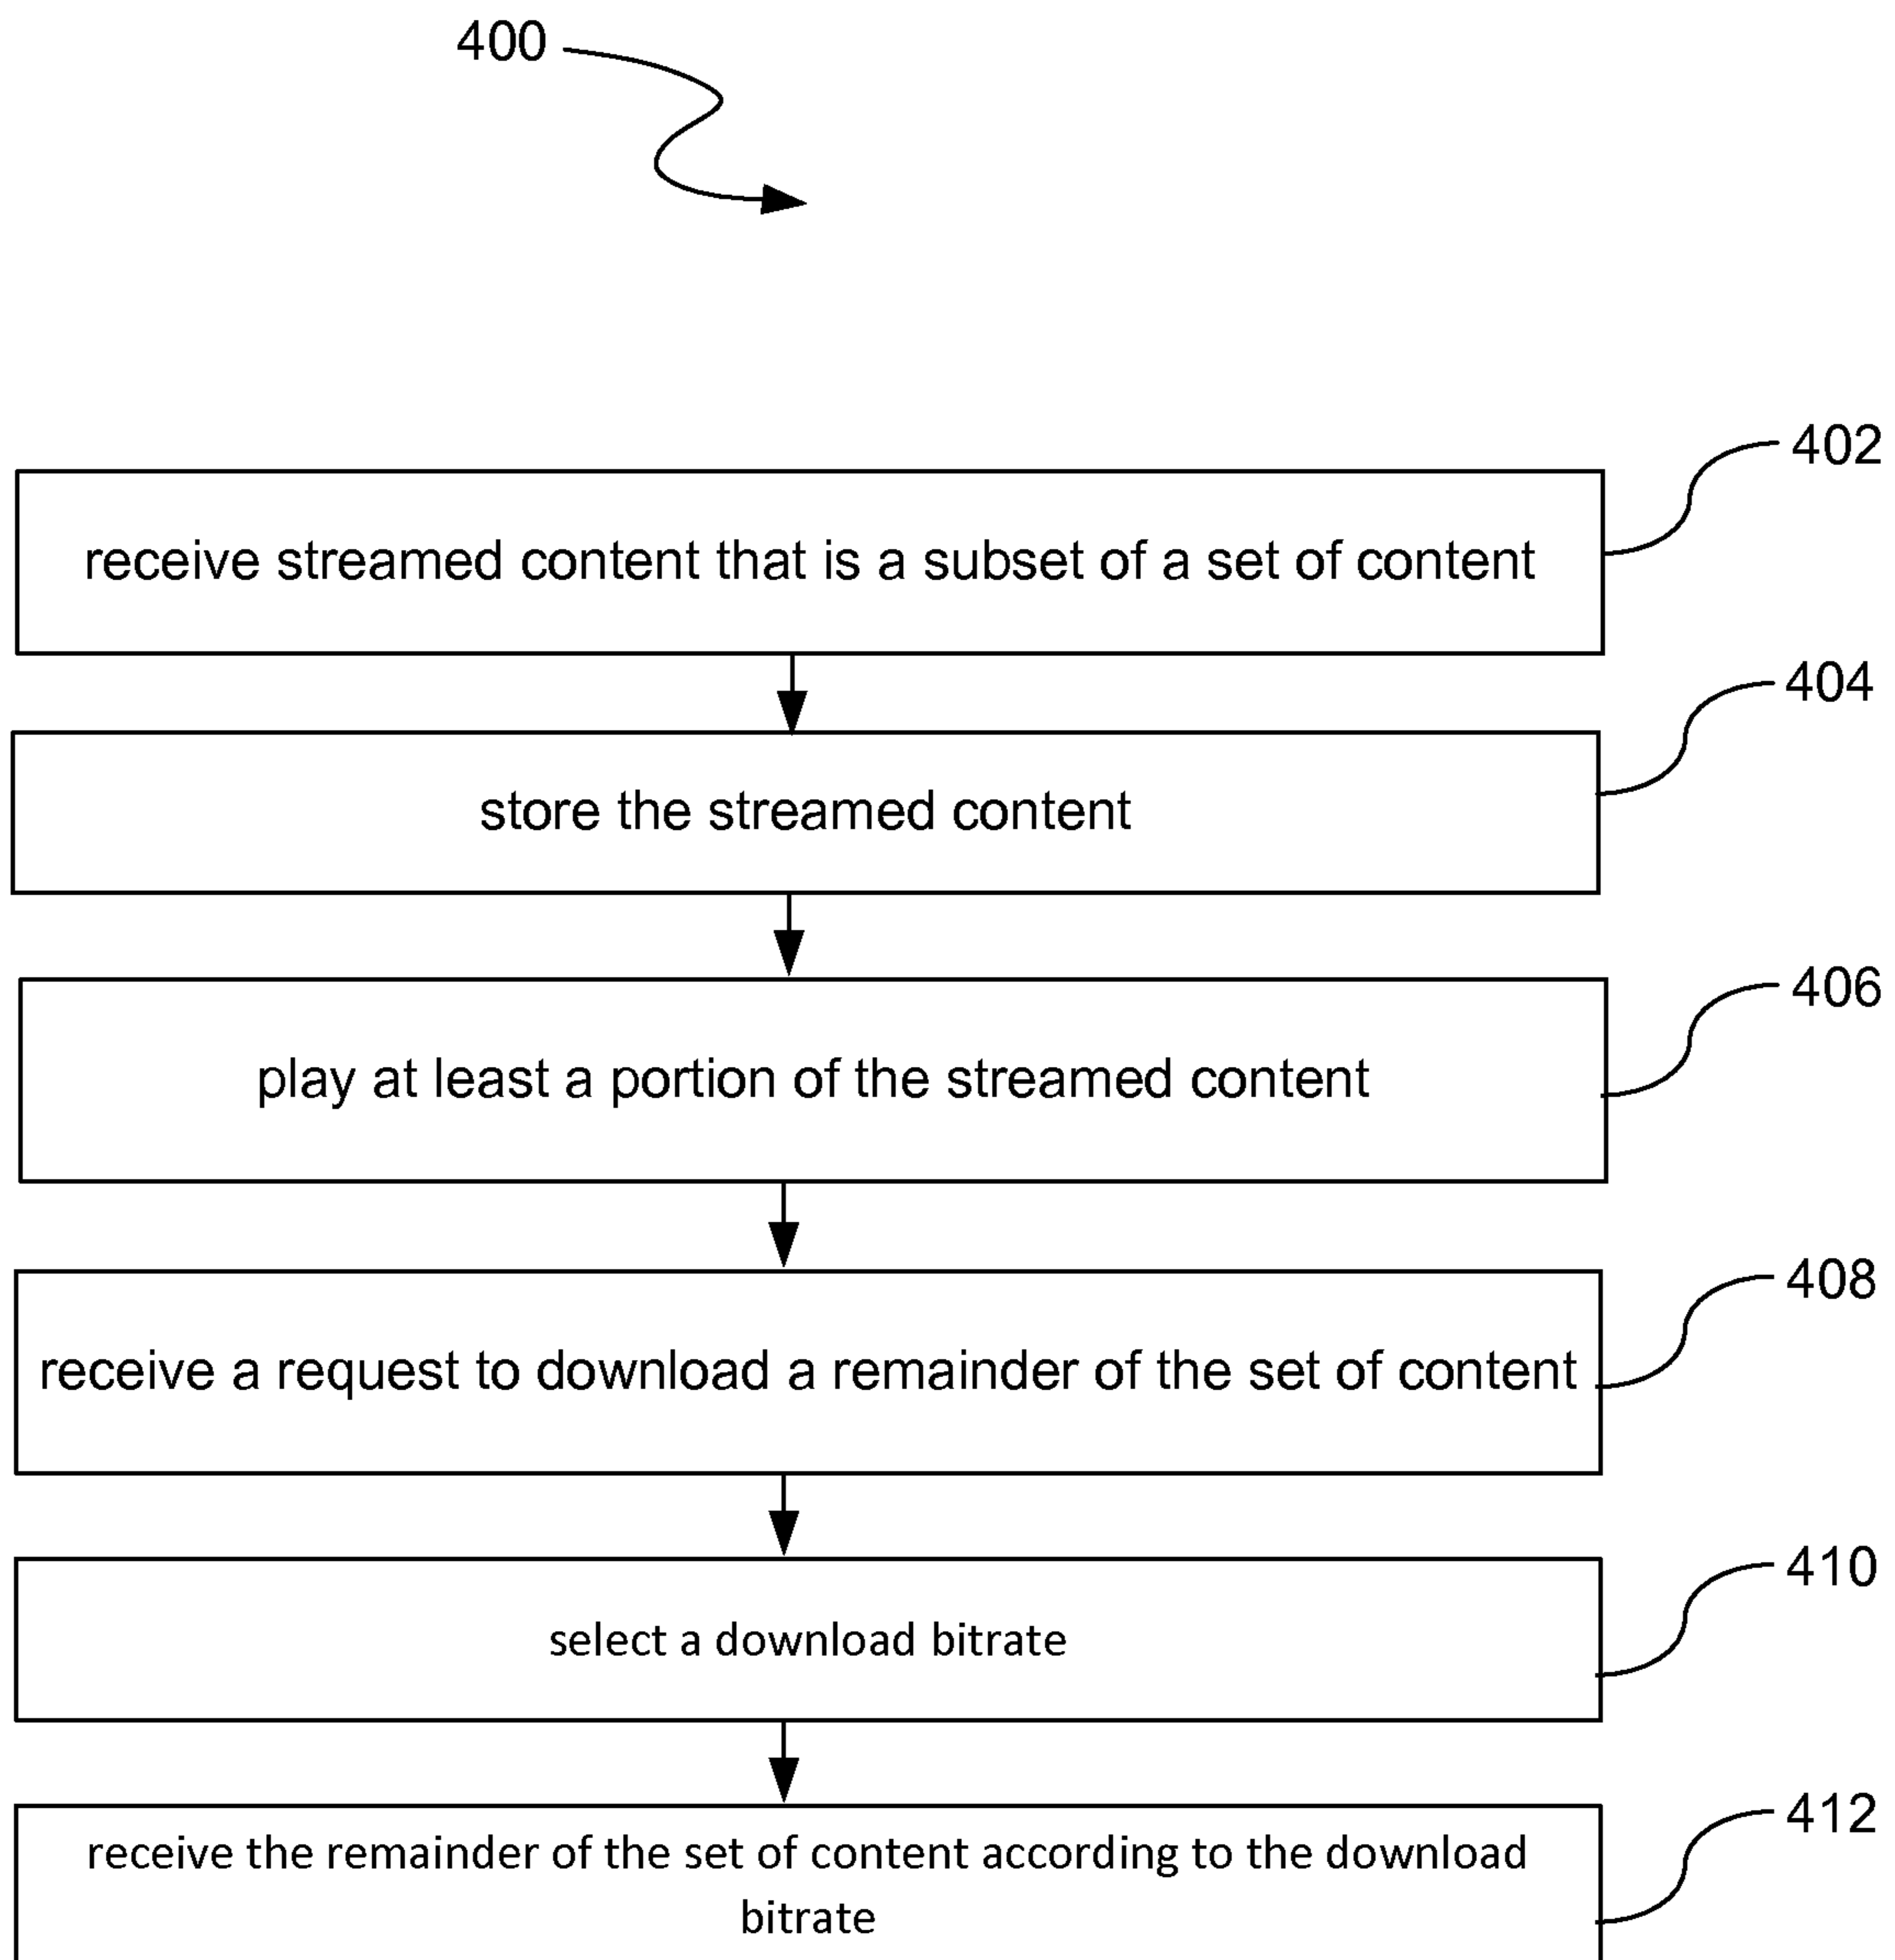 400
402
receive streamed content that is a subset of a set of content
404
store the streamed content
406
play at least a portion of the streamed content
408
receive a request to download a remainder of the set of content
410
select a download bitrate
412
receive the remainder of the set of content according to the download
bitrate